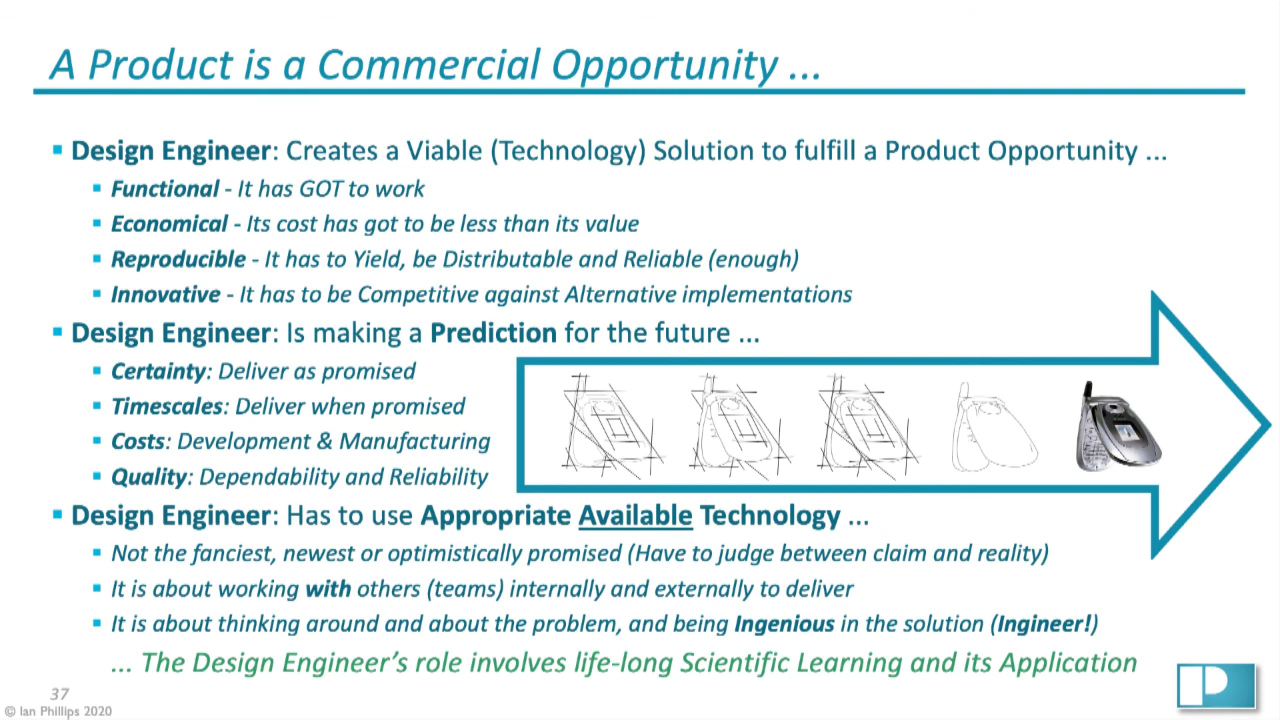 A Product is a Commercial Opportunity ...
▪ Design Engineer: Creates a Viable (Technology) Solution to fulfill a Product Opportunity ...
▪ Functional - It has GOT to work
▪ Economical - Its cost has got to be less than its value
▪ Reproducible - It has to Yield, be Distributable and Reliable (enough)
▪ Innovative - It has to be Competitive against Alternative implementations
▪ Design Engineer: Is making a Prediction for the future ...
▪ Certainty: Deliver as promised
▪ Timescales: Deliver when promised
▪ Costs: Development & Manufacturing
▪ Quality: Dependability and Reliability
▪ Design Engineer: Has to use Appropriate Available Technology ...
▪ Not the fanciest, newest or optimistically promised (Have to judge between claim and reality)
▪ It is about working with others (teams) internally and externally to deliver
▪ It is about thinking around and about the problem, and being Ingenious in the solution (Ingineer!)
... The Design Engineer's role involves life-long Scientific Learning and its Application
37
© Ian Phillips 2020
P